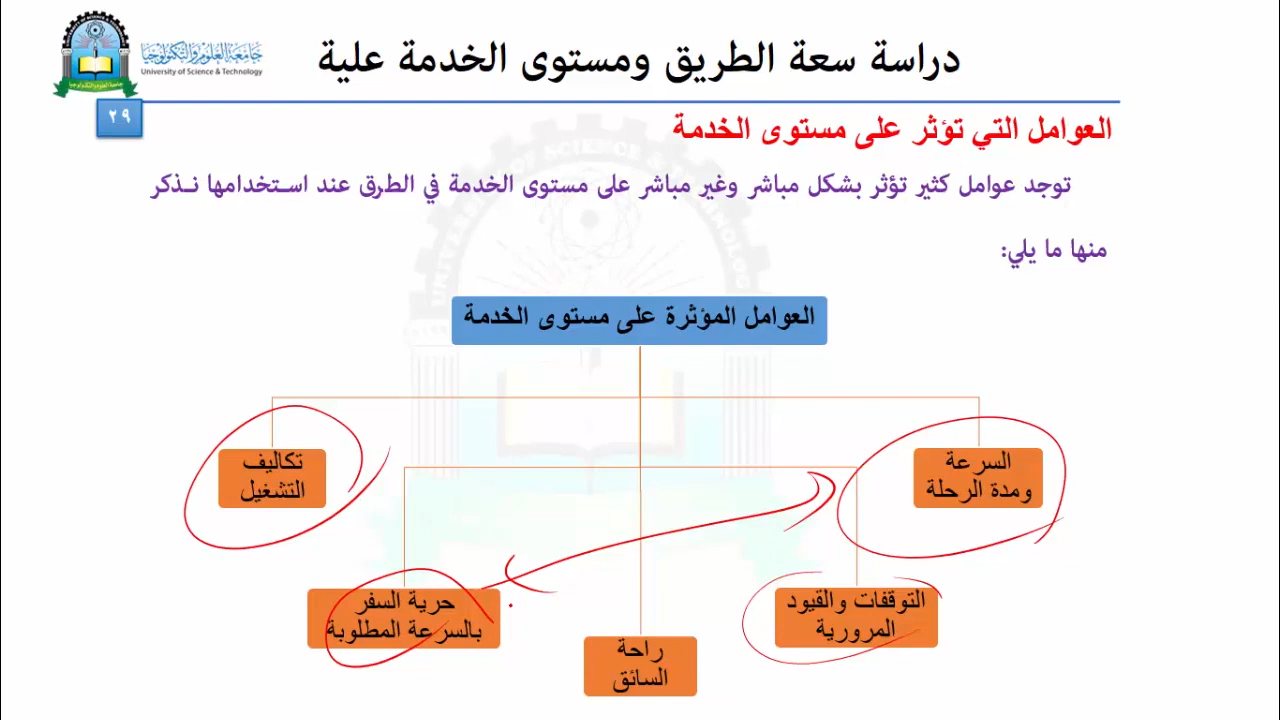 جامعة العلوم والتكنولوجيا
University of Science & Technology
دراسة سعة الطريق ومستوى الخدمة علية
٢٩
العوامل التي تؤثر على مستوى الخدمة
توجد عوامل كثير تؤثر بشكل مباشر وغير مباشر على مستوى الخدمة في الطرق عند استخدامها نذكر
منها ما يلي:
العوامل المؤثرة على مستوى الخدمة
السرعة
ومدة الرحلة
التوقفات والقيود
المرورية
راحة
السائق
حرية السفر
بالسرعة المطلوبة
تكاليف
التشغيل